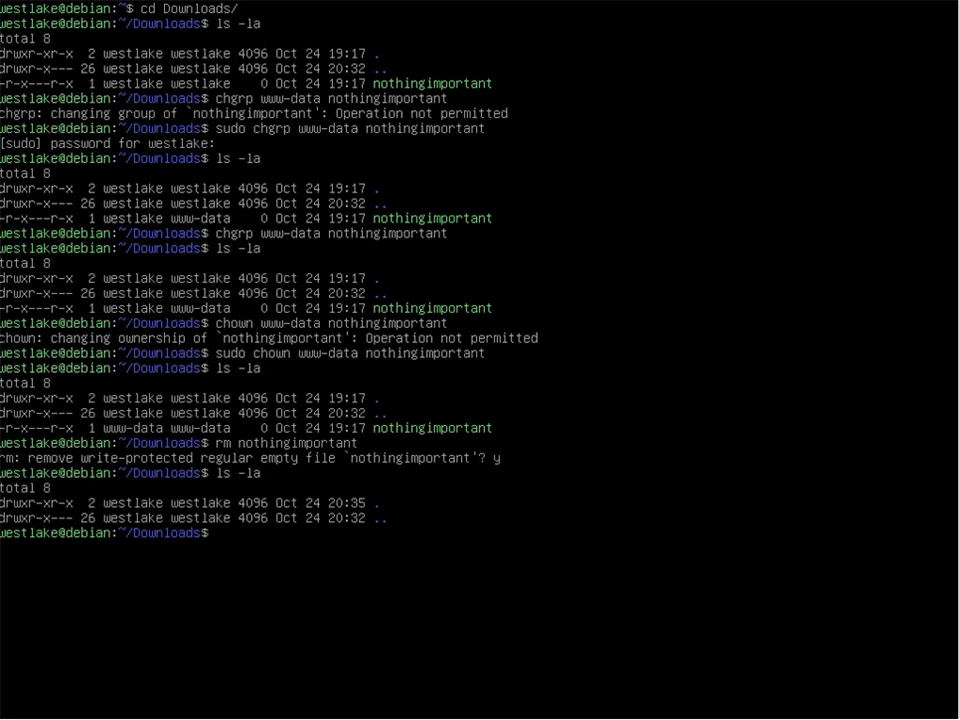 westlake@debian:~$ cd Downloads/
westlake@debian:~/Downloads$ ls -la
total 8
drwxr-xr-x  2 westlake westlake 4096 Oct 24 19:17 .
drwxr-x--- 26 westlake westlake 4096 Oct 24 20:32 ..
-r-x---r-x  1 westlake westlake    0 Oct 24 19:17 nothingimportant
westlake@debian:~/Downloads$ chgrp www-data nothingimportant
chgrp: changing group of `nothingimportant': Operation not permitted
westlake@debian:~/Downloads$ sudo chgrp www-data nothingimportant
[sudo] password for westlake:
westlake@debian:~/Downloads$ ls -la
total 8
drwxr-xr-x  2 westlake westlake 4096 Oct 24 19:17 .
drwxr-x--- 26 westlake westlake 4096 Oct 24 20:32 ..
-r-x---r-x  1 westlake www-data    0 Oct 24 19:17 nothingimportant
westlake@debian:~/Downloads$ chgrp www-data nothingimportant
westlake@debian:~/Downloads$ ls -la
total 8
drwxr-xr-x  2 westlake westlake 4096 Oct 24 19:17 .
drwxr-x--- 26 westlake westlake 4096 Oct 24 20:32 ..
-r-x---r-x  1 westlake www-data    0 Oct 24 19:17 nothingimportant
westlake@debian:~/Downloads$ chown www-data nothingimportant
chown: changing ownership of `nothingimportant': Operation not permitted
westlake@debian:~/Downloads$ sudo chown www-data nothingimportant
westlake@debian:~/Downloads$ ls -la
total 8
drwxr-xr-x  2 westlake westlake 4096 Oct 24 19:17 .
drwxr-x--- 26 westlake westlake 4096 Oct 24 20:32 ..
-r-x---r-x  1 www-data www-data    0 Oct 24 19:17 nothingimportant
westlake@debian:~/Downloads$ rm nothingimportant
rm: remove write-protected regular empty file `nothingimportant'? y
westlake@debian:~/Downloads$ ls -la
total 8
drwxr-xr-x  2 westlake westlake 4096 Oct 24 20:35 .
drwxr-x--- 26 westlake westlake 4096 Oct 24 20:32 ..
westlake@debian:~/Downloads$